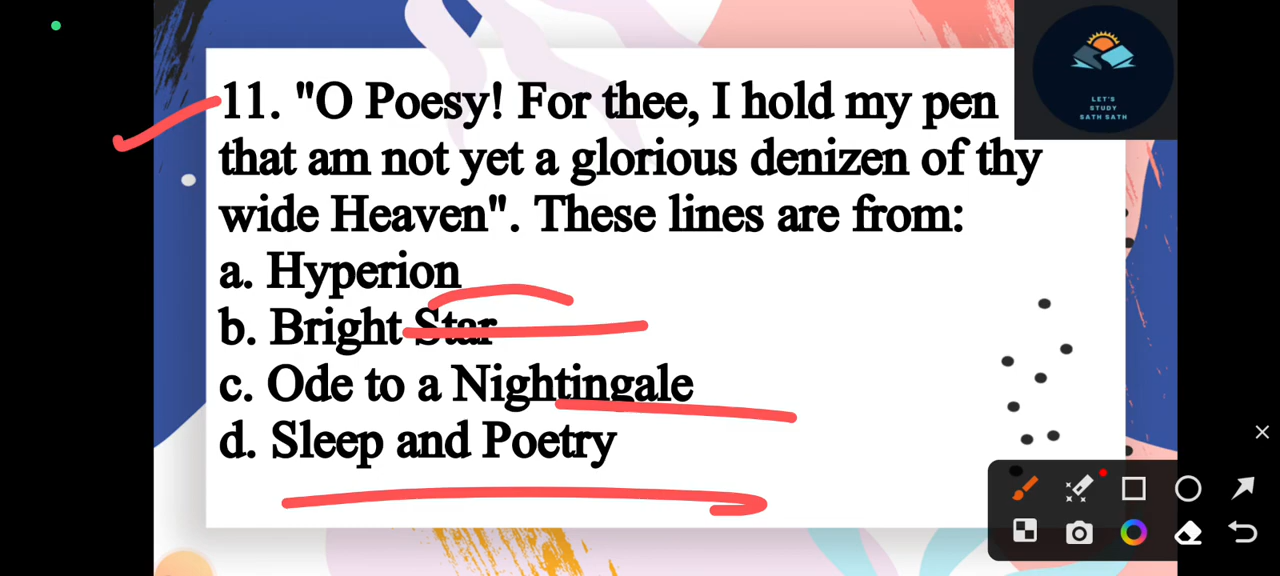 11. "O Poesy! For thee, I hold my pen
that am not yet a glorious denizen of thy
wide Heaven". These lines are from:
a. Hyperion
b. Bright Star
c. Ode to a Nightingale
d. Sleep and Poetry
LET'S
STUDY
SATH SATH